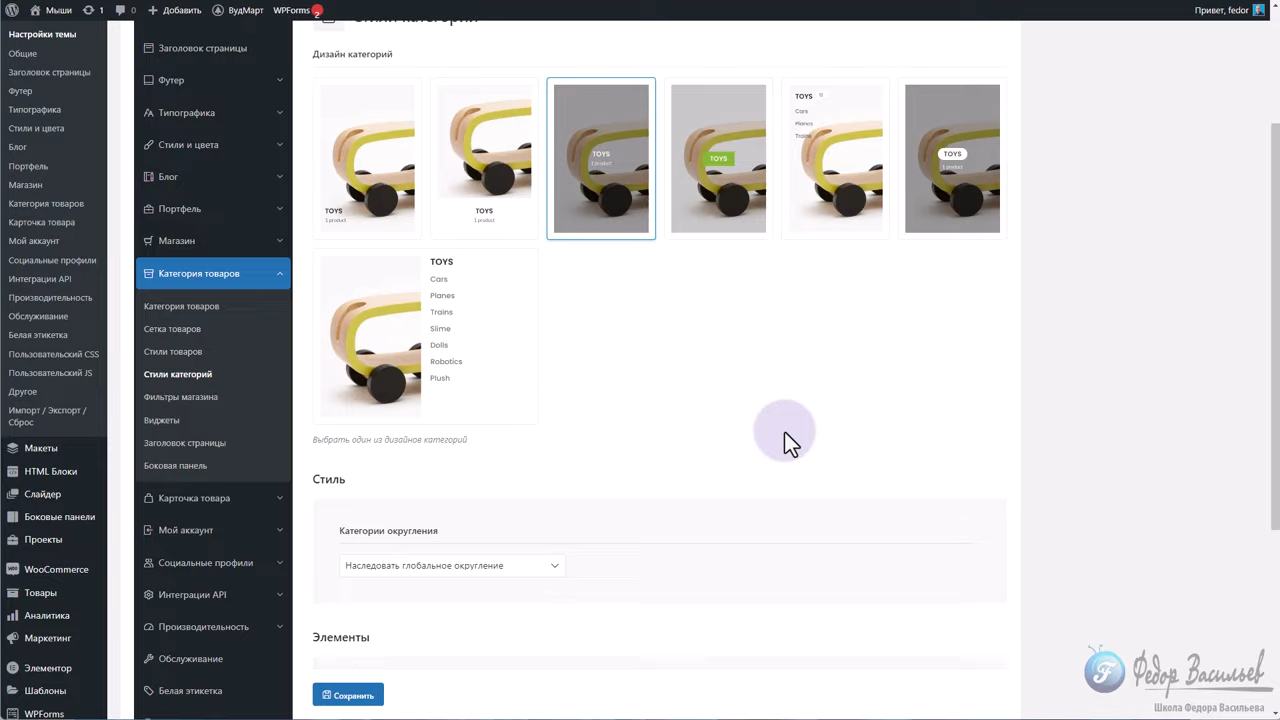 Мыши
1
0
Добавить
ВудМарт
WPForms
2
Привет, fedor
Настройки темы
Общие
Заголовок страницы
Футер
Типографика
Стили и цвета
Блог
Портфель
Магазин
Категория товаров
Карточка товара
Мой аккаунт
Социальные профили
Интеграции API
Производительность
Обслуживание
Белая этикетка
Пользовательский CSS
Пользовательский JS
Другое
Импорт / Экспорт /
Сброс
Макеты
HTML Блоки
Слайдер
Боковые панели
Проекты
WooCommerce
Товары
Аналитика
Маркетинг
Элементор
Шаблоны
WPForms
Заголовок страницы
Футер
Типографика
Стили и цвета
Блог
Портфель
Магазин
Категория товаров
Категория товаров
Сетка товаров
Стили товаров
Стили категорий
Фильтры магазина
Виджеты
Заголовок страницы
Боковая панель
Карточка товара
Мой аккаунт
Социальные профили
Интеграции API
Производительность
Обслуживание
Белая этикетка
Стили категорий
Дизайн категорий
TOYS
1 product
TOYS
1 product
TOYS
1 product
TOYS
TOYS
Cars
Planes
Trains
TOYS
1 product
TOYS
Cars
Planes
Trains
Slime
Dolls
Robotics
Plush
Выбрать один из дизайнов категорий
Стиль
Категории округления
Наследовать глобальное округление
Элементы
Сохранить
Федор Васильев
Школа Федора Васильева